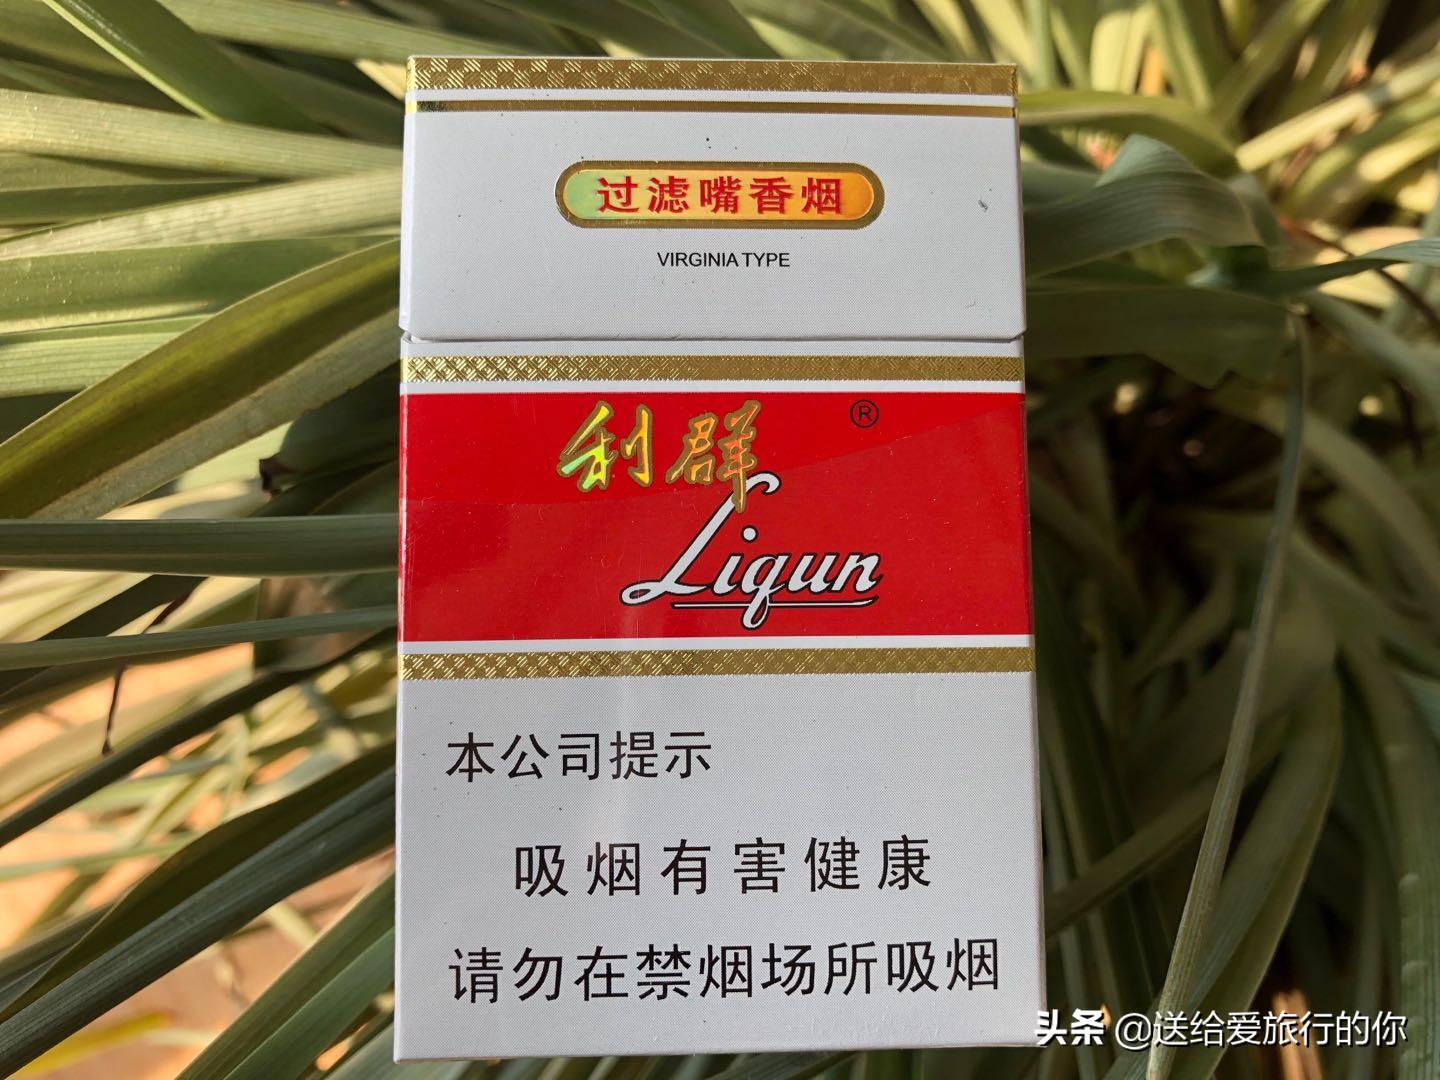 过滤嘴香烟
VIRGINIA TYPE
利群 ®
Liqun
本公司提示
吸烟有害健康
请勿在禁烟场所吸烟
头条 @送给爱旅行的你